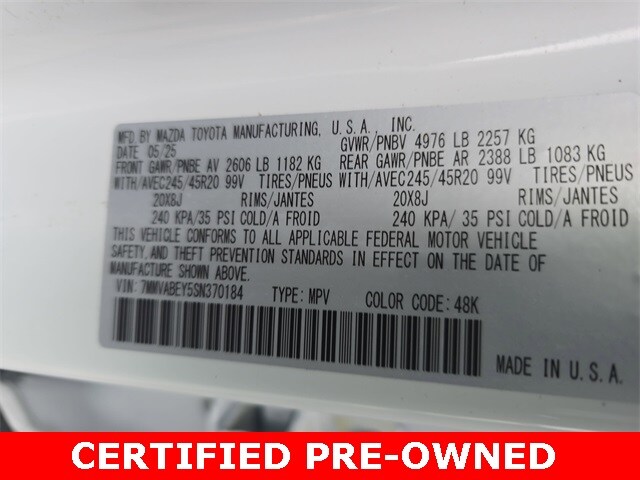 MFD. BY MAZDA TOYOTA MANUFACTURING, U.S.A., INC.
DATE 05/25 GVWR/PNBV 4976 LB 2257 KG
FRONT GAWR/PNBE AV 2606 LB 1182 KG REAR GAWR/PNBE AR 2388 LB 1083 KG
WITH/AVEC245/45R20 99V TIRES/PNEUS WITH/AVEC245/45R20 99V TIRES/PNEUS
20X8J RIMS/JANTES 20X8J RIMS/JANTES
240 KPA/35 PSI COLD/A FROID 240 KPA/ 35 PSI COLD/A FROID
THIS VEHICLE CONFORMS TO ALL APPLICABLE FEDERAL MOTOR VEHICLE
SAFETY, AND THEFT PREVENTION STANDARDS IN EFFECT ON THE DATE OF
MANUFACTURE SHOWN ABOVE.
VIN: 7MMVABEY5SN370184 TYPE: MPV COLOR CODE: 48K
MADE IN U.S.A.
CERTIFIED PRE-OWNED